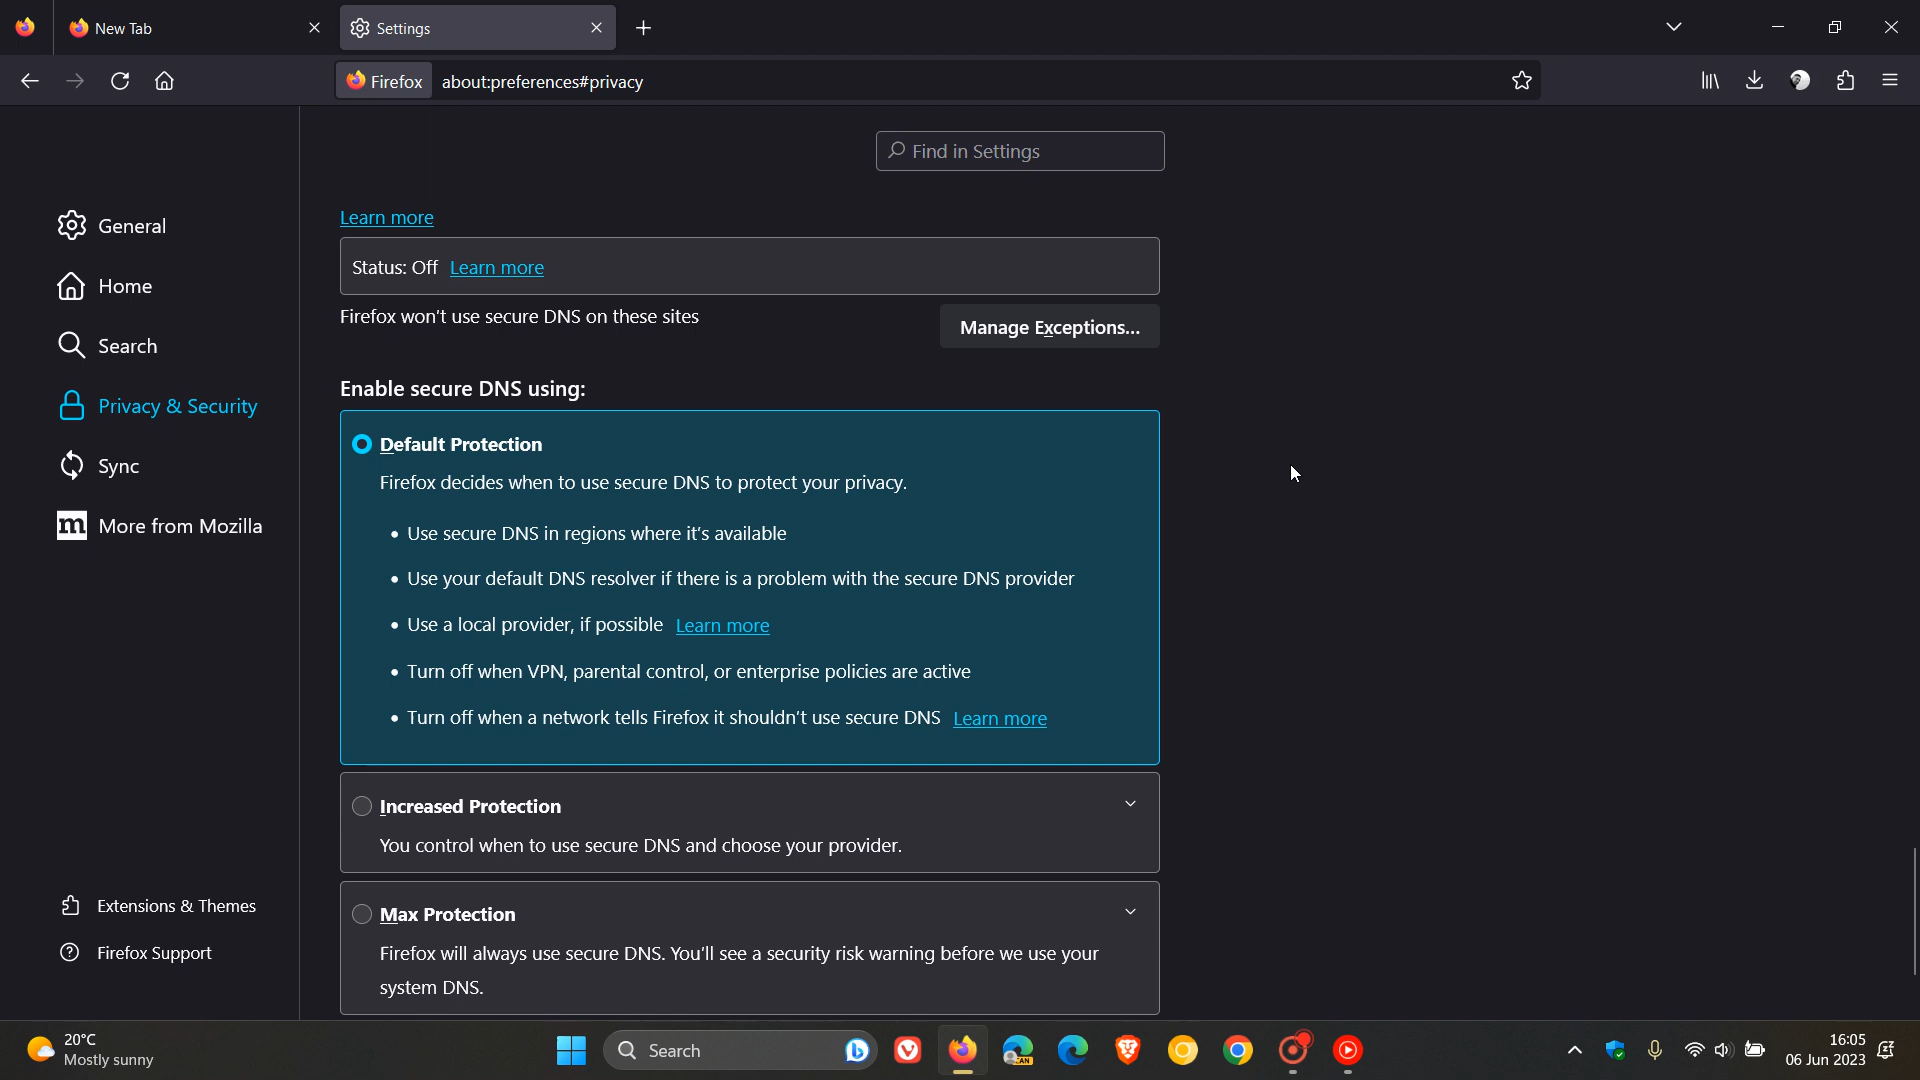 New Tab
Settings
Firefox
about:preferences#privacy
Find in Settings
General
Home
Search
Privacy & Security
Sync
More from Mozilla
Extensions & Themes
Firefox Support
Learn more
Status: Off Learn more
Firefox won't use secure DNS on these sites
Manage Exceptions...
Enable secure DNS using:
Default Protection
Firefox decides when to use secure DNS to protect your privacy.
• Use secure DNS in regions where it's available
• Use your default DNS resolver if there is a problem with the secure DNS provider
• Use a local provider, if possible Learn more
• Turn off when VPN, parental control, or enterprise policies are active
• Turn off when a network tells Firefox it shouldn't use secure DNS Learn more
Increased Protection
You control when to use secure DNS and choose your provider.
Max Protection
Firefox will always use secure DNS. You'll see a security risk warning before we use your
system DNS.
20°C
Mostly sunny
Search
CAN
16:05
06 Jun 2023